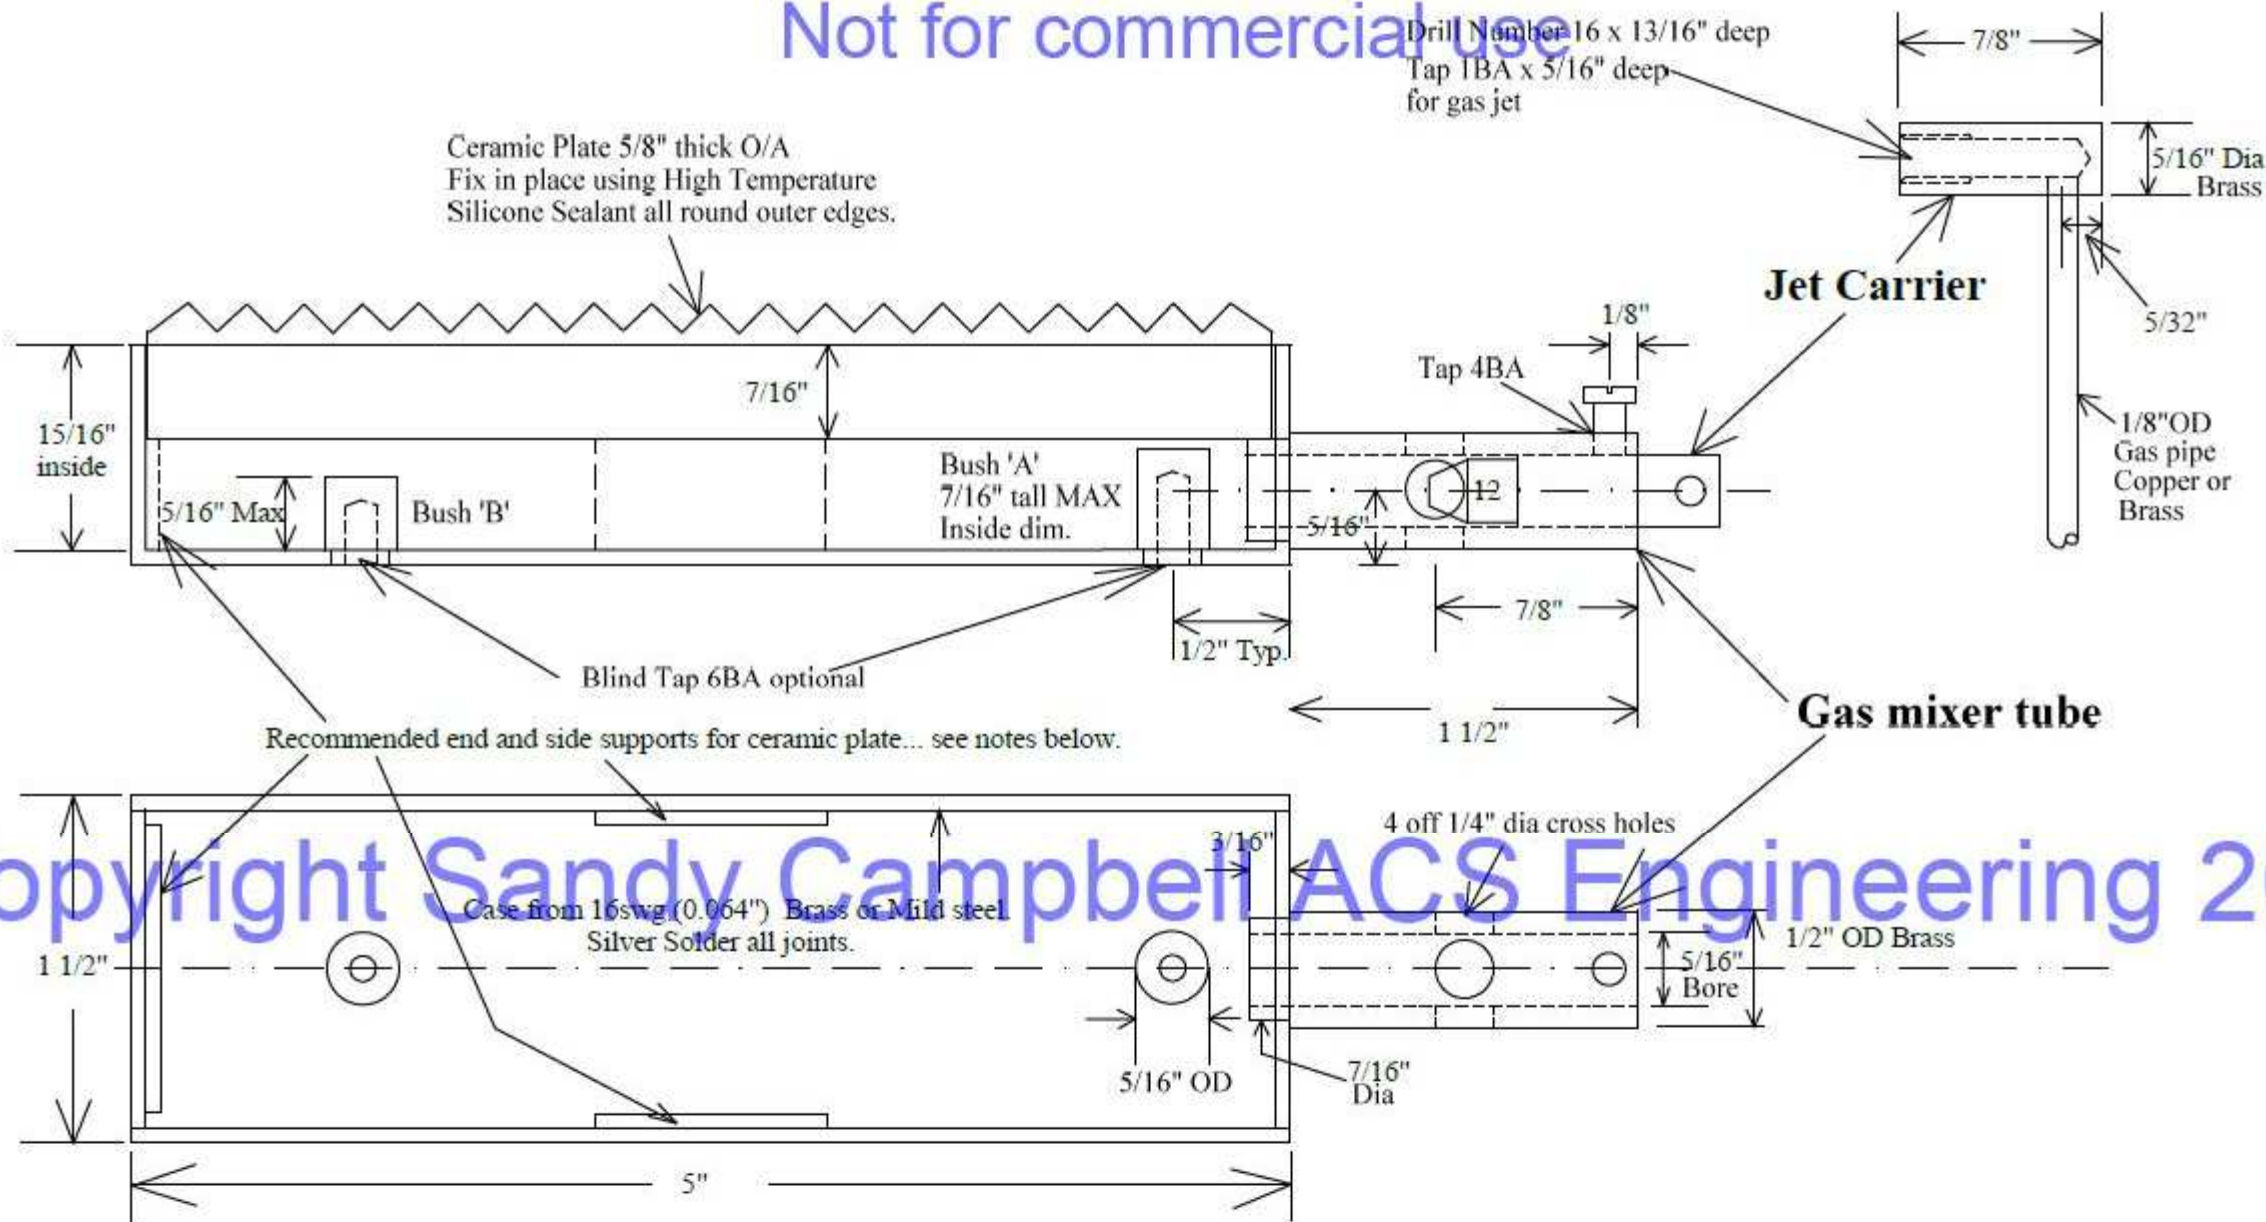 Not for commercial use
Drill Number 16 x 13/16" deep
Tap 1BA x 5/16" deep
for gas jet
7/8"
Ceramic Plate 5/8" thick O/A
Fix in place using High Temperature
Silicone Sealant all round outer edges.
5/16" Dia
Brass
Jet Carrier
5/32"
1/8"
Tap 4BA
7/16"
15/16"
inside
1/8"OD
Gas pipe
Copper or
Brass
5/16" Max
Bush 'B'
Bush 'A'
7/16" tall MAX
Inside dim.
12
5/16"
7/8"
1/2" Typ.
Blind Tap 6BA optional
1 1/2"
Gas mixer tube
Recommended end and side supports for ceramic plate... see notes below.
3/16"
4 off 1/4" dia cross holes
opyright Sandy Campbell ACS Engineering 2
Case from 16swg (0.064")  Brass or Mild steel.
Silver Solder all joints.
1 1/2"
5/16"
Bore
1/2" OD Brass
5/16" OD
7/16"
Dia
5"